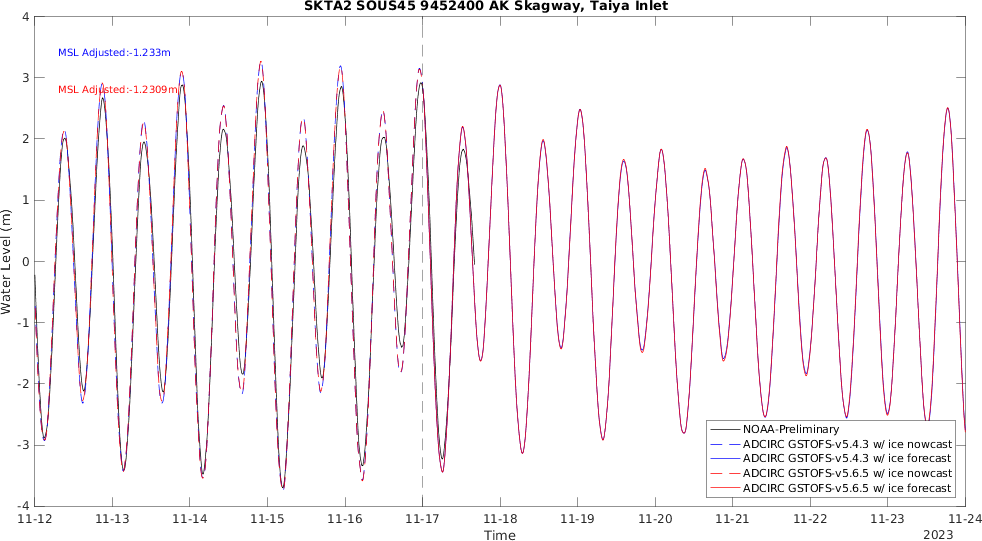 SKTA2 SOUS45 9452400 AK Skagway, Taiya Inlet
MSL Adjusted:-1.233m
MSL Adjusted:-1.2309m
Water Level (m)
4
3
2
1
0
-1
-2
-3
-4
NOAA-Preliminary
ADCIRC GSTOFS-v5.4.3 w/ ice nowcast
ADCIRC GSTOFS-v5.4.3 w/ ice forecast
ADCIRC GSTOFS-v5.6.5 w/ ice nowcast
ADCIRC GSTOFS-v5.6.5 w/ ice forecast
11-12 11-13 11-14 11-15 11-16 11-17 11-18 11-19 11-20 11-21 11-22 11-23 11-24
Time
2023